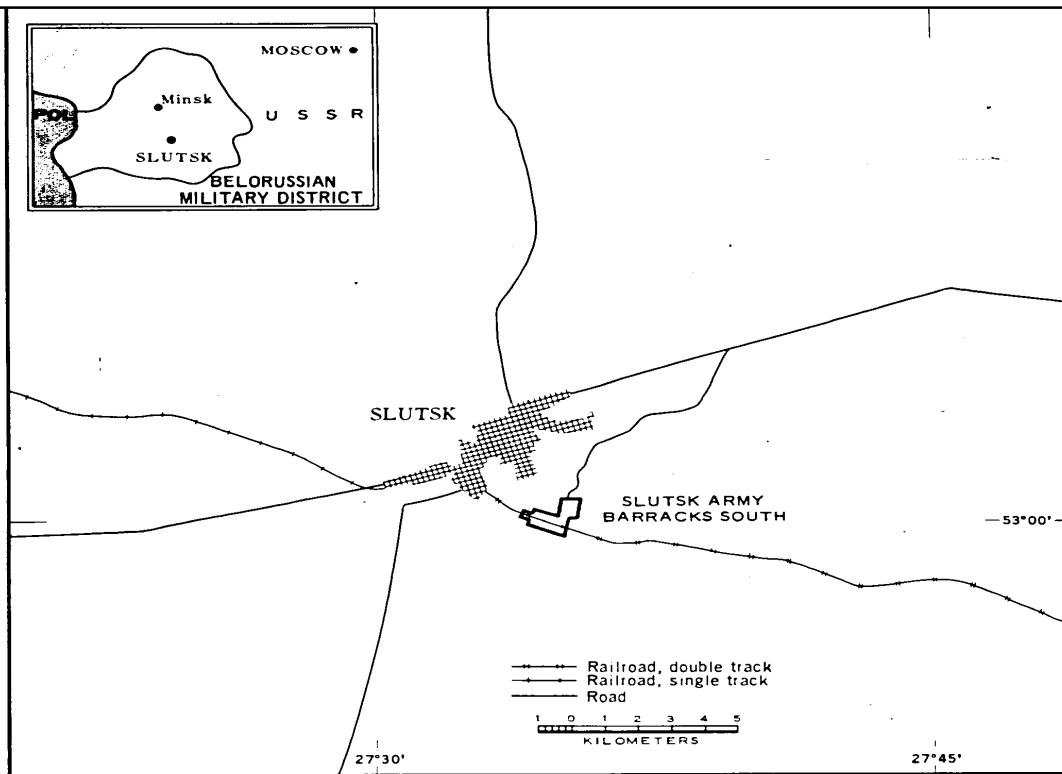 MOSCOW
POL
Minsk
U S S R
SLUTSK
BELORUSSIAN
MILITARY DISTRICT
SLUTSK
SLUTSK ARMY
BARRACKS SOUTH
53°00'
Railroad, double track
Railroad, single track
Road
1 0 1 2 3 4 5
KILOMETERS
27°30' 27°45'